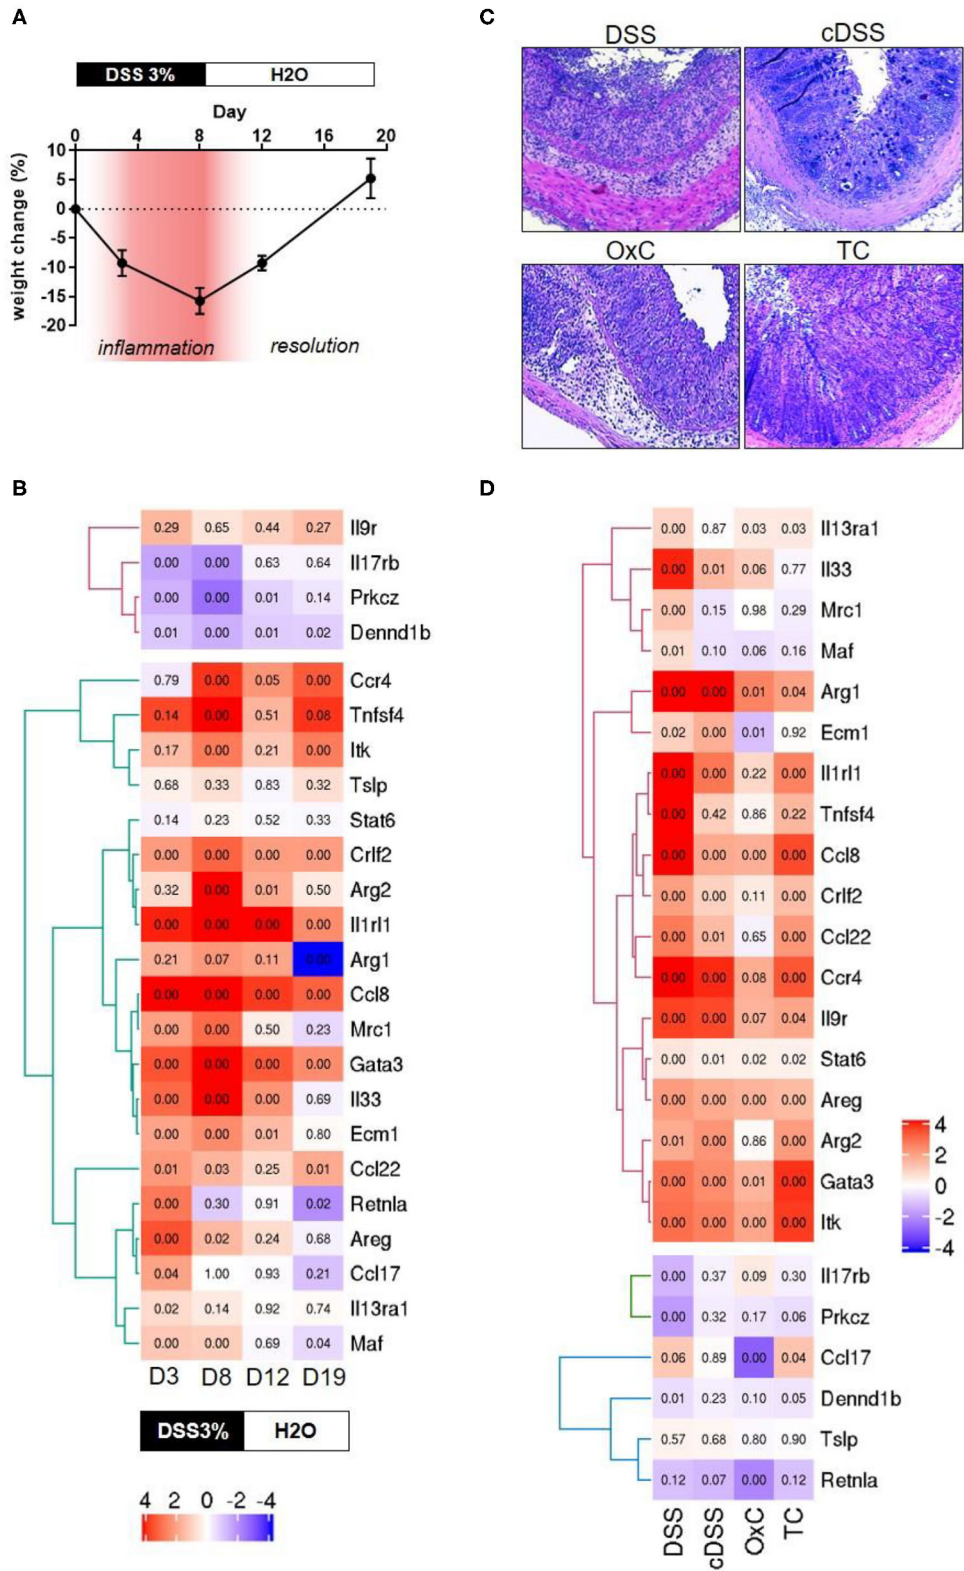 A
DSS 3%
H2O
Day
0 4 8 12 16 20
weight change (%)
10
5
0
-5
-10
-15
-20
inflammation
resolution
C
DSS
cDSS
OxC
TC
B
0.29 0.65 0.44 0.27 Il9r
0.00 0.00 0.63 0.64 Il17rb
0.00 0.00 0.01 0.14 Prkcz
0.01 0.00 0.01 0.02 Dennd1b
0.79 0.00 0.05 0.00 Ccr4
0.14 0.00 0.51 0.08 Tnfsf4
0.17 0.00 0.21 0.00 Itk
0.68 0.33 0.83 0.32 Tslp
0.14 0.23 0.52 0.33 Stat6
0.00 0.00 0.00 0.00 Crlf2
0.32 0.00 0.01 0.50 Arg2
0.00 0.00 0.00 0.00 Il1rl1
0.21 0.07 0.11 0.00 Arg1
0.00 0.00 0.00 0.00 Ccl8
0.00 0.00 0.50 0.23 Mrc1
0.00 0.00 0.00 0.00 Gata3
0.00 0.00 0.00 0.69 Il33
0.00 0.00 0.01 0.80 Ecm1
0.01 0.03 0.25 0.01 Ccl22
0.00 0.30 0.91 0.02 Retnla
0.00 0.02 0.24 0.68 Areg
0.04 1.00 0.93 0.21 Ccl17
0.02 0.14 0.92 0.74 Il13ra1
0.00 0.00 0.69 0.04 Maf
D3 D8 D12 D19
DSS3%
H2O
4 2 0 -2 -4
D
0.00 0.87 0.03 0.03 Il13ra1
0.00 0.01 0.06 0.77 Il33
0.00 0.15 0.98 0.29 Mrc1
0.01 0.10 0.06 0.16 Maf
0.00 0.00 0.01 0.04 Arg1
0.02 0.00 0.01 0.92 Ecm1
0.00 0.00 0.22 0.00 Il1rl1
0.00 0.42 0.86 0.22 Tnfsf4
0.00 0.00 0.00 0.00 Ccl8
0.00 0.00 0.11 0.00 Crlf2
0.00 0.01 0.65 0.00 Ccl22
0.00 0.00 0.08 0.00 Ccr4
0.00 0.00 0.07 0.04 Il9r
0.00 0.01 0.02 0.02 Stat6
0.00 0.00 0.00 0.00 Areg
0.01 0.00 0.86 0.00 Arg2
0.00 0.00 0.01 0.00 Gata3
0.00 0.00 0.00 0.00 Itk
0.00 0.37 0.09 0.30 Il17rb
0.00 0.32 0.17 0.06 Prkcz
0.06 0.89 0.00 0.04 Ccl17
0.01 0.23 0.10 0.05 Dennd1b
0.57 0.68 0.80 0.90 Tslp
0.12 0.07 0.00 0.12 Retnla
DSS
cDSS
OxC
TC
4
2
0
-2
-4